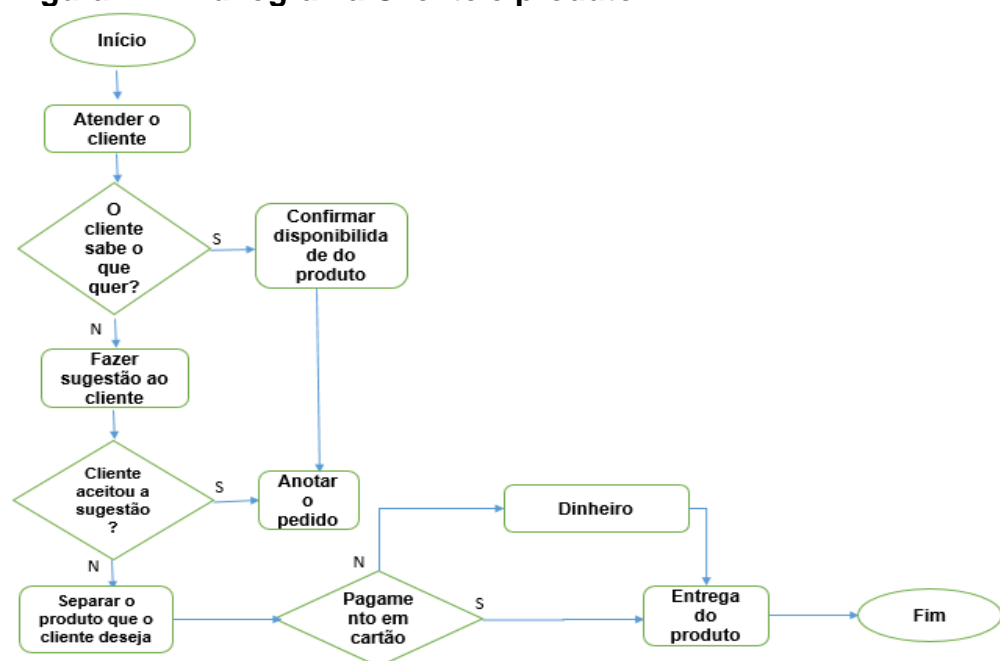 Início
Atender o
cliente
O
cliente
sabe o
que
quer?
S
Confirmar
disponibilida
de do
produto
N
Fazer
sugestão ao
cliente
Cliente
aceitou a
sugestão
?
S
Anotar
o
pedido
Dinheiro
N
N
Separar o
produto que o
cliente deseja
Pagame
nto em
cartão
S
Entrega
do
produto
Fim